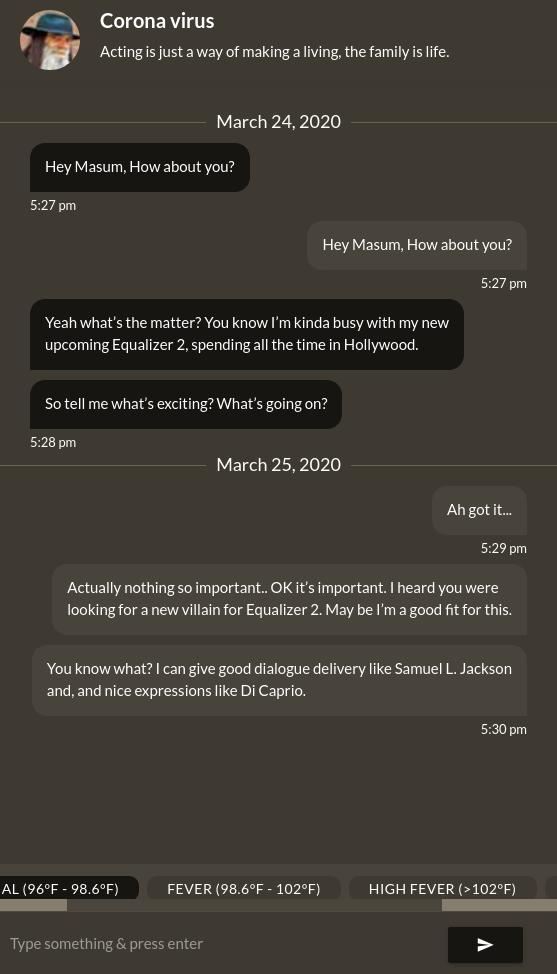 Corona virus
Acting is just a way of making a living, the family is life.
March 24, 2020
Hey Masum, How about you?
5:27 pm
Hey Masum, How about you?
5:27 pm
Yeah what’s the matter? You know I’m kinda busy with my new
upcoming Equalizer 2, spending all the time in Hollywood.
So tell me what’s exciting? What’s going on?
5:28 pm
March 25, 2020
Ah got it...
5:29 pm
Actually nothing so important.. OK it’s important. I heard you were
looking for a new villain for Equalizer 2. May be I’m a good fit for this.
You know what? I can give good dialogue delivery like Samuel L. Jackson
and, and nice expressions like Di Caprio.
5:30 pm
AL (96°F - 98.6°F) FEVER (98.6°F - 102°F) HIGH FEVER (>102°F)
Type something & press enter